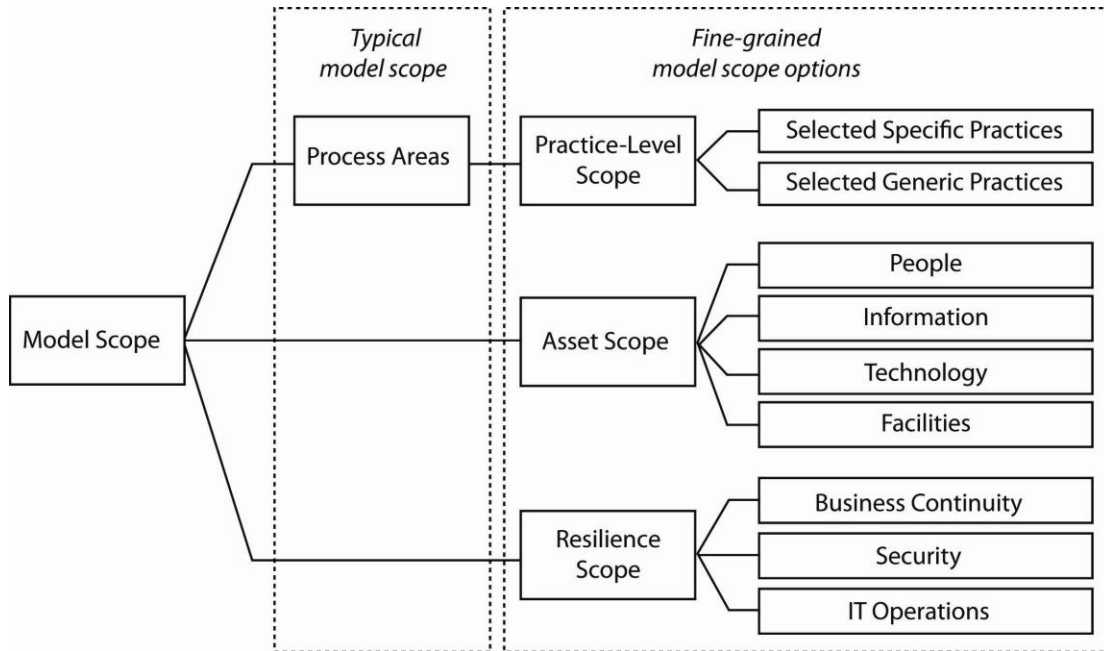 Typical
model scope
Fine-grained
model scope options
Process Areas
Practice-Level
Scope
Selected Specific Practices
Selected Generic Practices
Model Scope
Asset Scope
People
Information
Technology
Facilities
Resilience
Scope
Business Continuity
Security
IT Operations